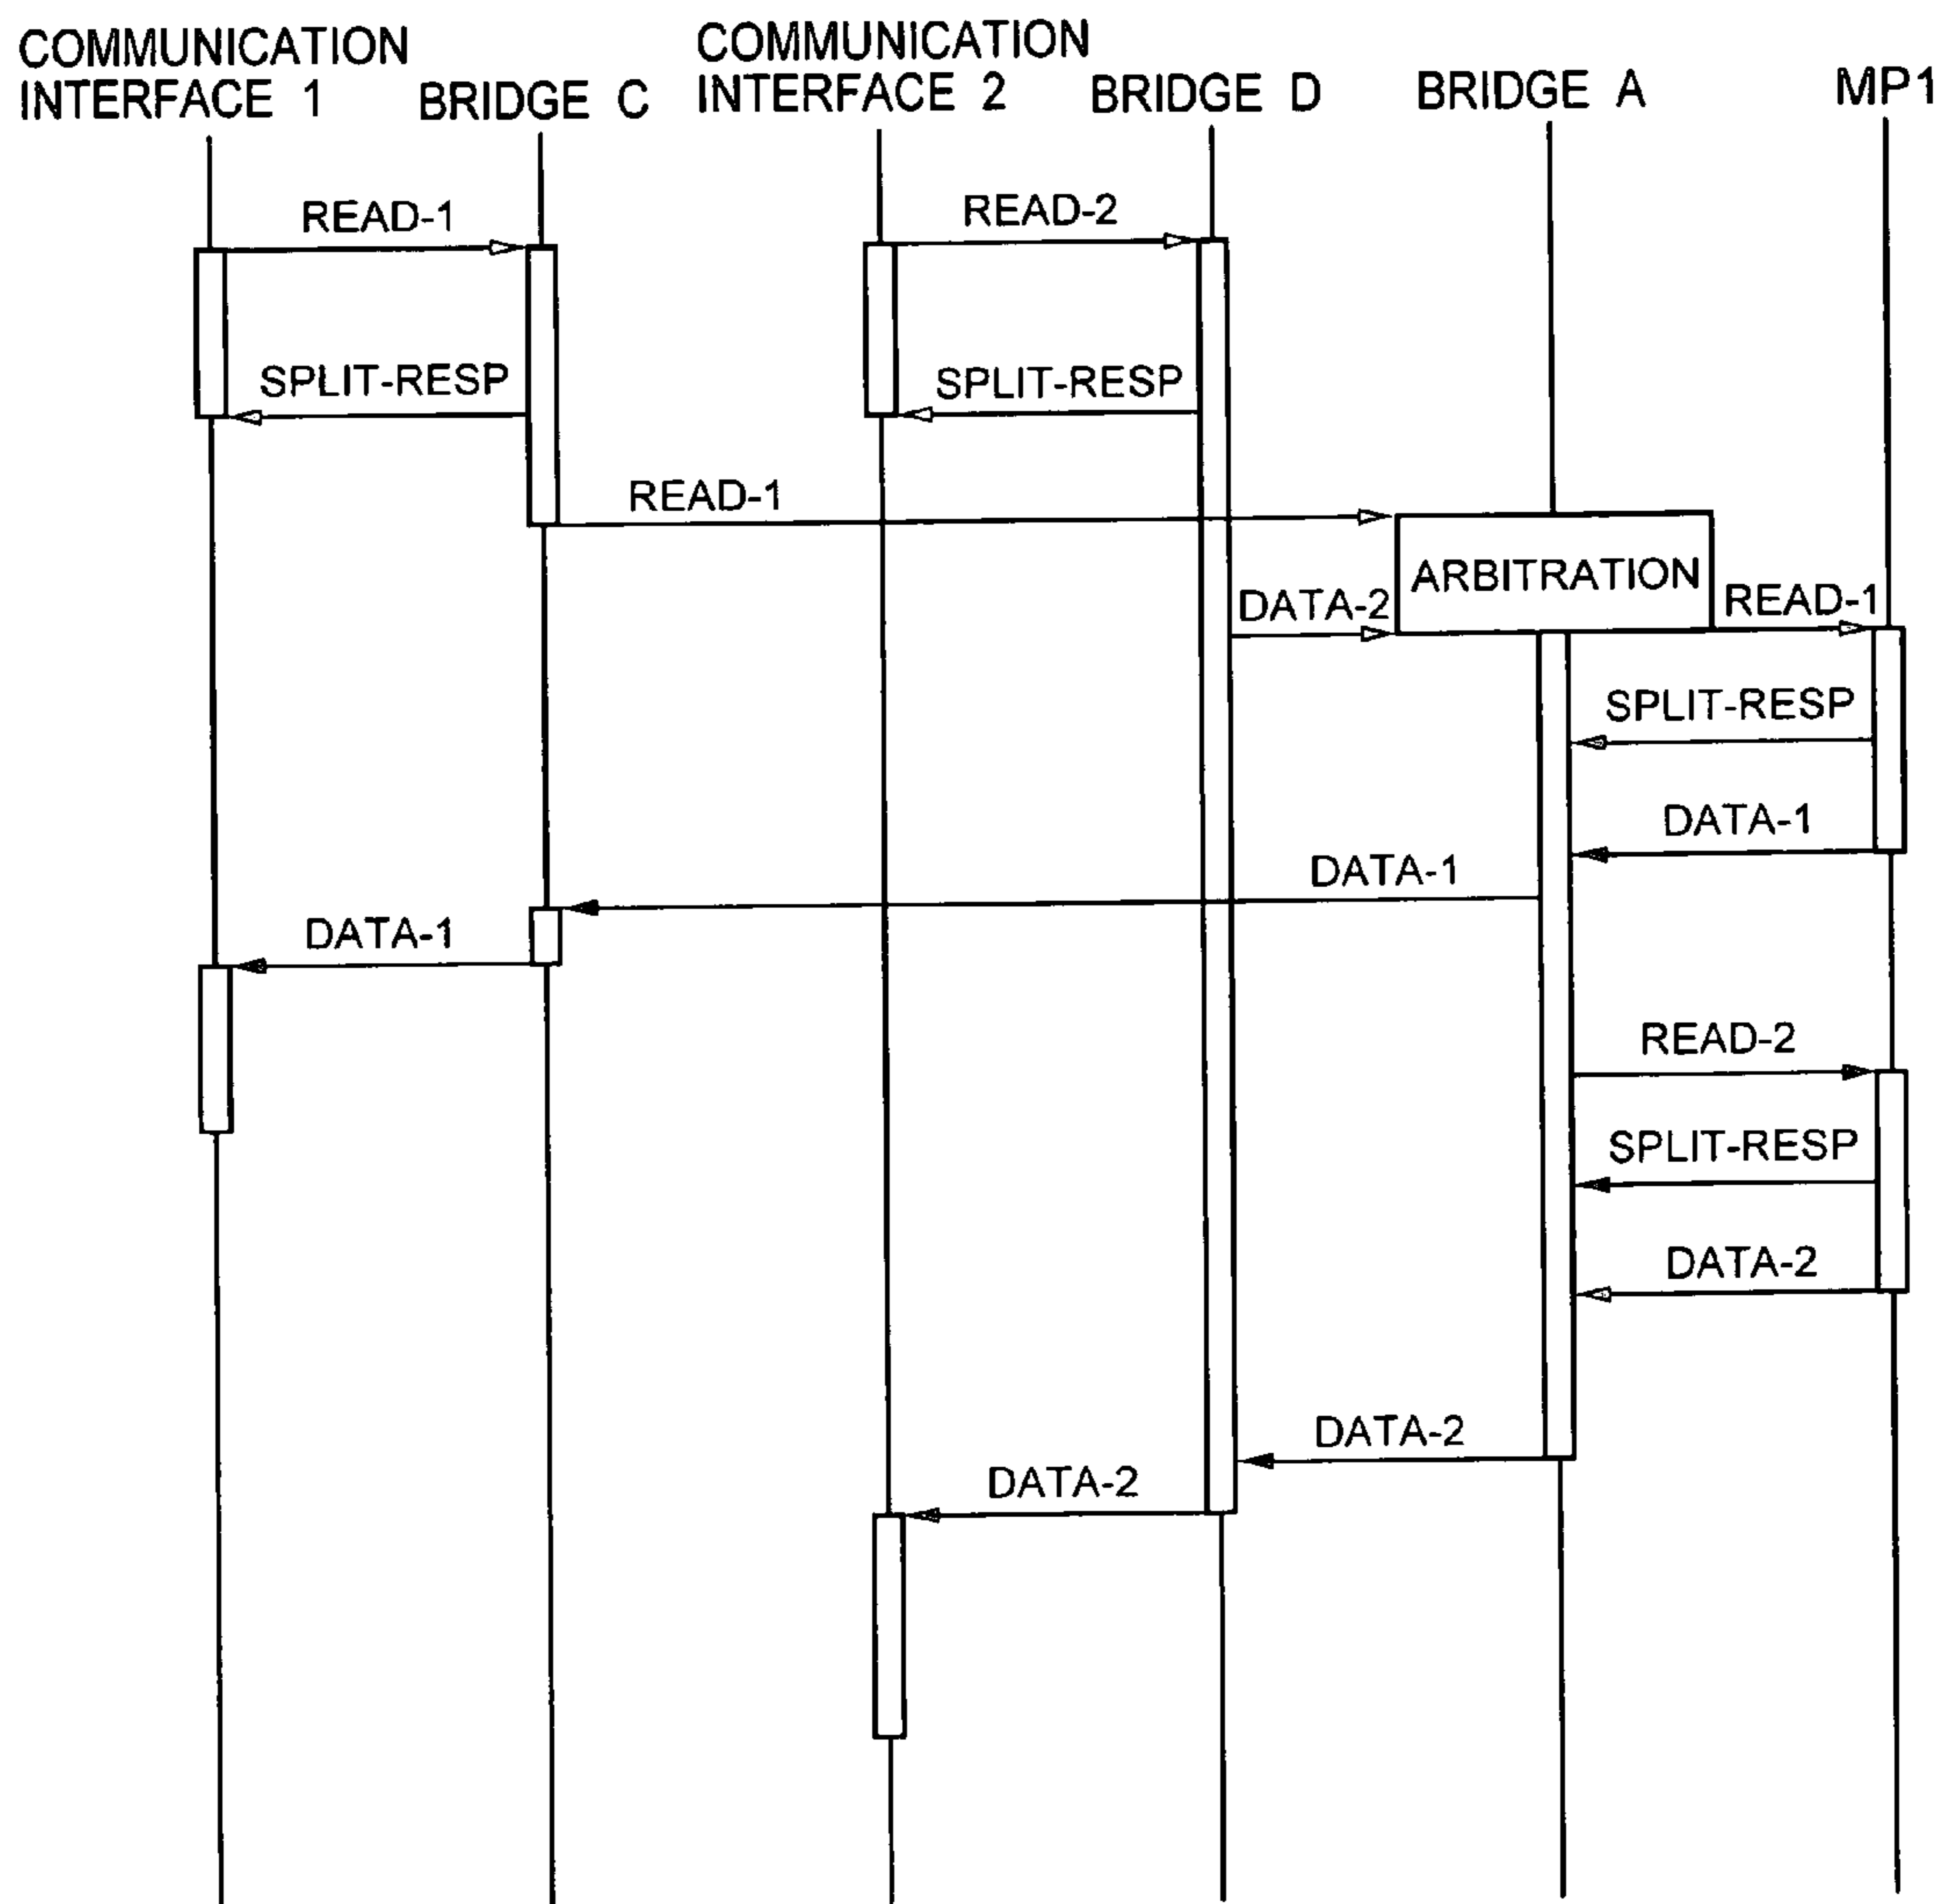 COMMUNICATION
INTERFACE 1
BRIDGE C
COMMUNICATION
INTERFACE 2
BRIDGE D
BRIDGE A
MP1
READ-1
READ-2
SPLIT-RESP
SPLIT-RESP
READ-1
ARBITRATION
DATA-2
READ-1
SPLIT-RESP
DATA-1
DATA-1
DATA-1
READ-2
SPLIT-RESP
DATA-2
DATA-2
DATA-2